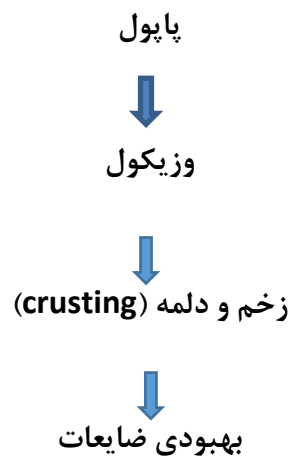 پاپول
وزیکول
زخم و دلمه (crusting)
بهبودی ضایعات